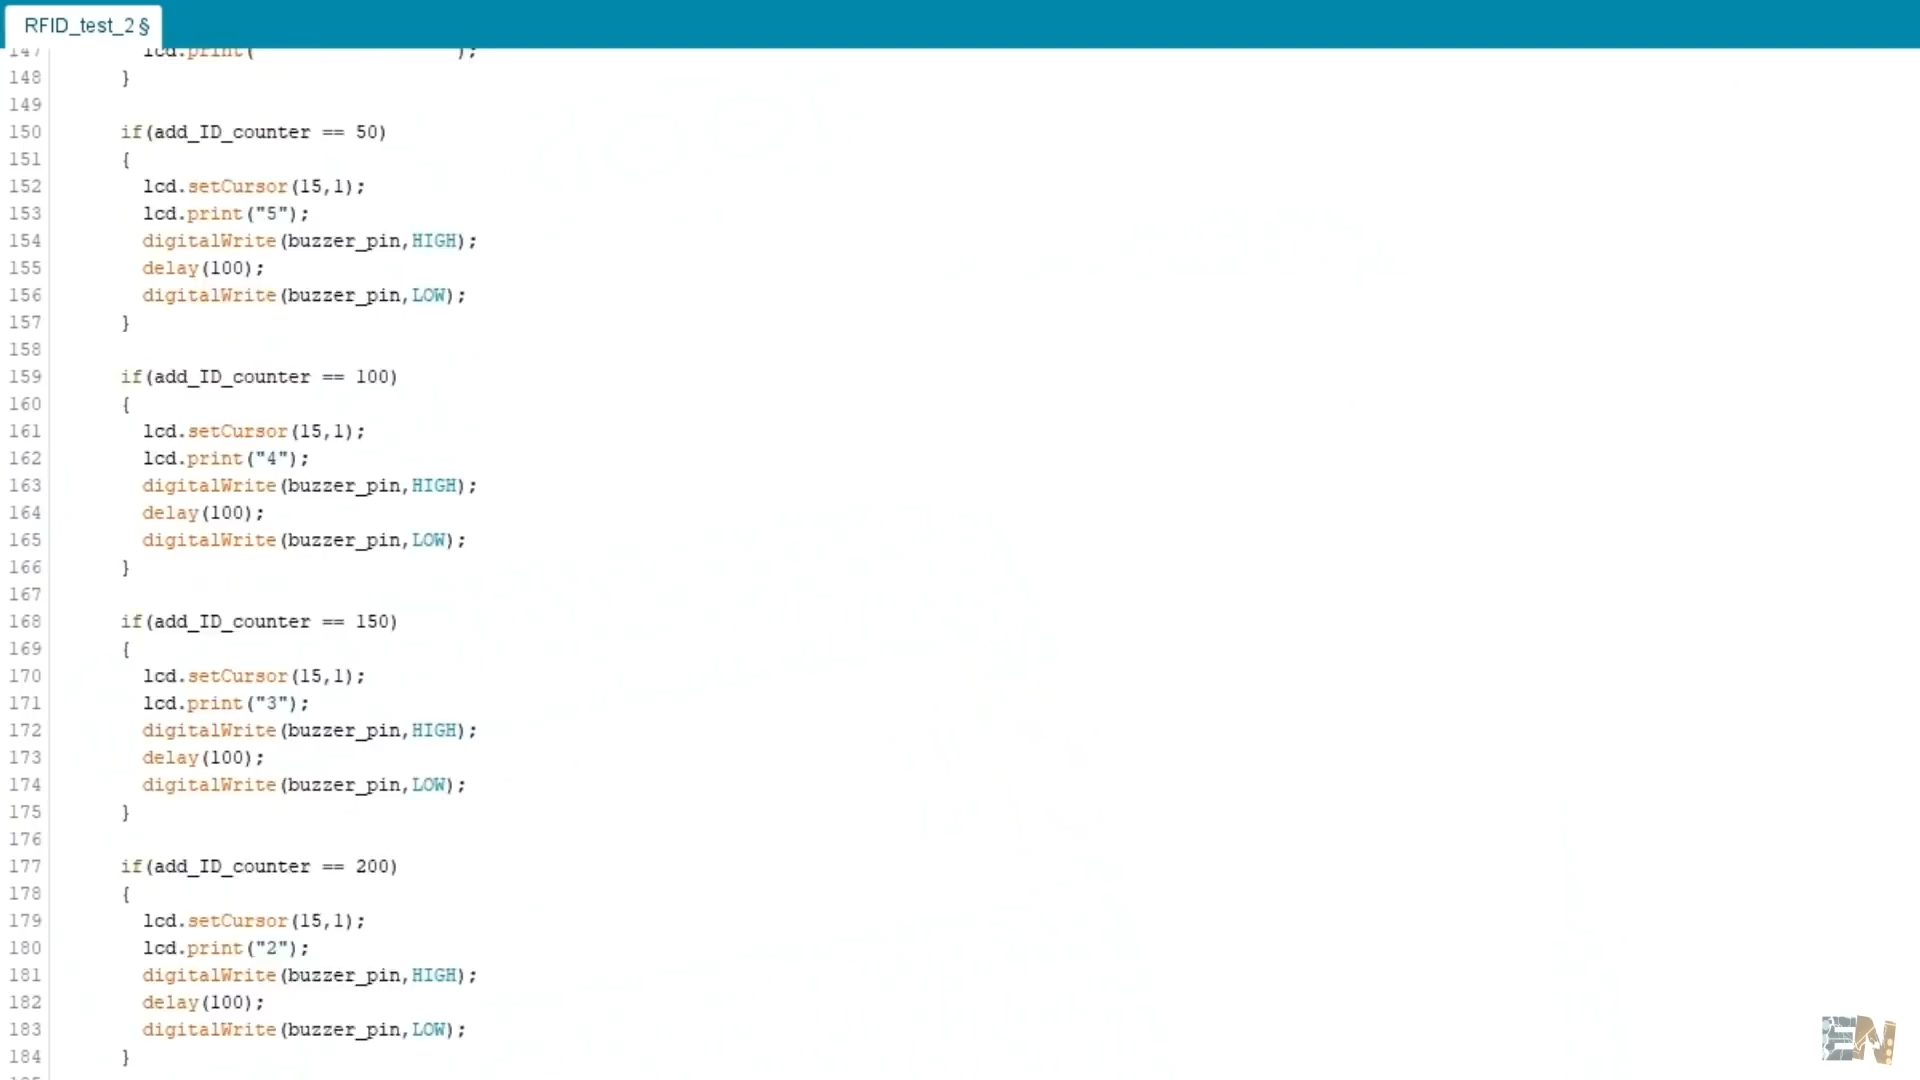 RFID_test_2§
147 lcd.print( );
148 }
149
150 if(add_ID_counter == 50)
151 {
152 lcd.setCursor(15,1);
153 lcd.print("5");
154 digitalWrite(buzzer_pin,HIGH);
155 delay(100);
156 digitalWrite(buzzer_pin,LOW);
157 }
158
159 if(add_ID_counter == 100)
160 {
161 lcd.setCursor(15,1);
162 lcd.print("4");
163 digitalWrite(buzzer_pin,HIGH);
164 delay(100);
165 digitalWrite(buzzer_pin,LOW);
166 }
167
168 if(add_ID_counter == 150)
169 {
170 lcd.setCursor(15,1);
171 lcd.print("3");
172 digitalWrite(buzzer_pin,HIGH);
173 delay(100);
174 digitalWrite(buzzer_pin,LOW);
175 }
176
177 if(add_ID_counter == 200)
178 {
179 lcd.setCursor(15,1);
180 lcd.print("2");
181 digitalWrite(buzzer_pin,HIGH);
182 delay(100);
183 digitalWrite(buzzer_pin,LOW);
184 }
EN